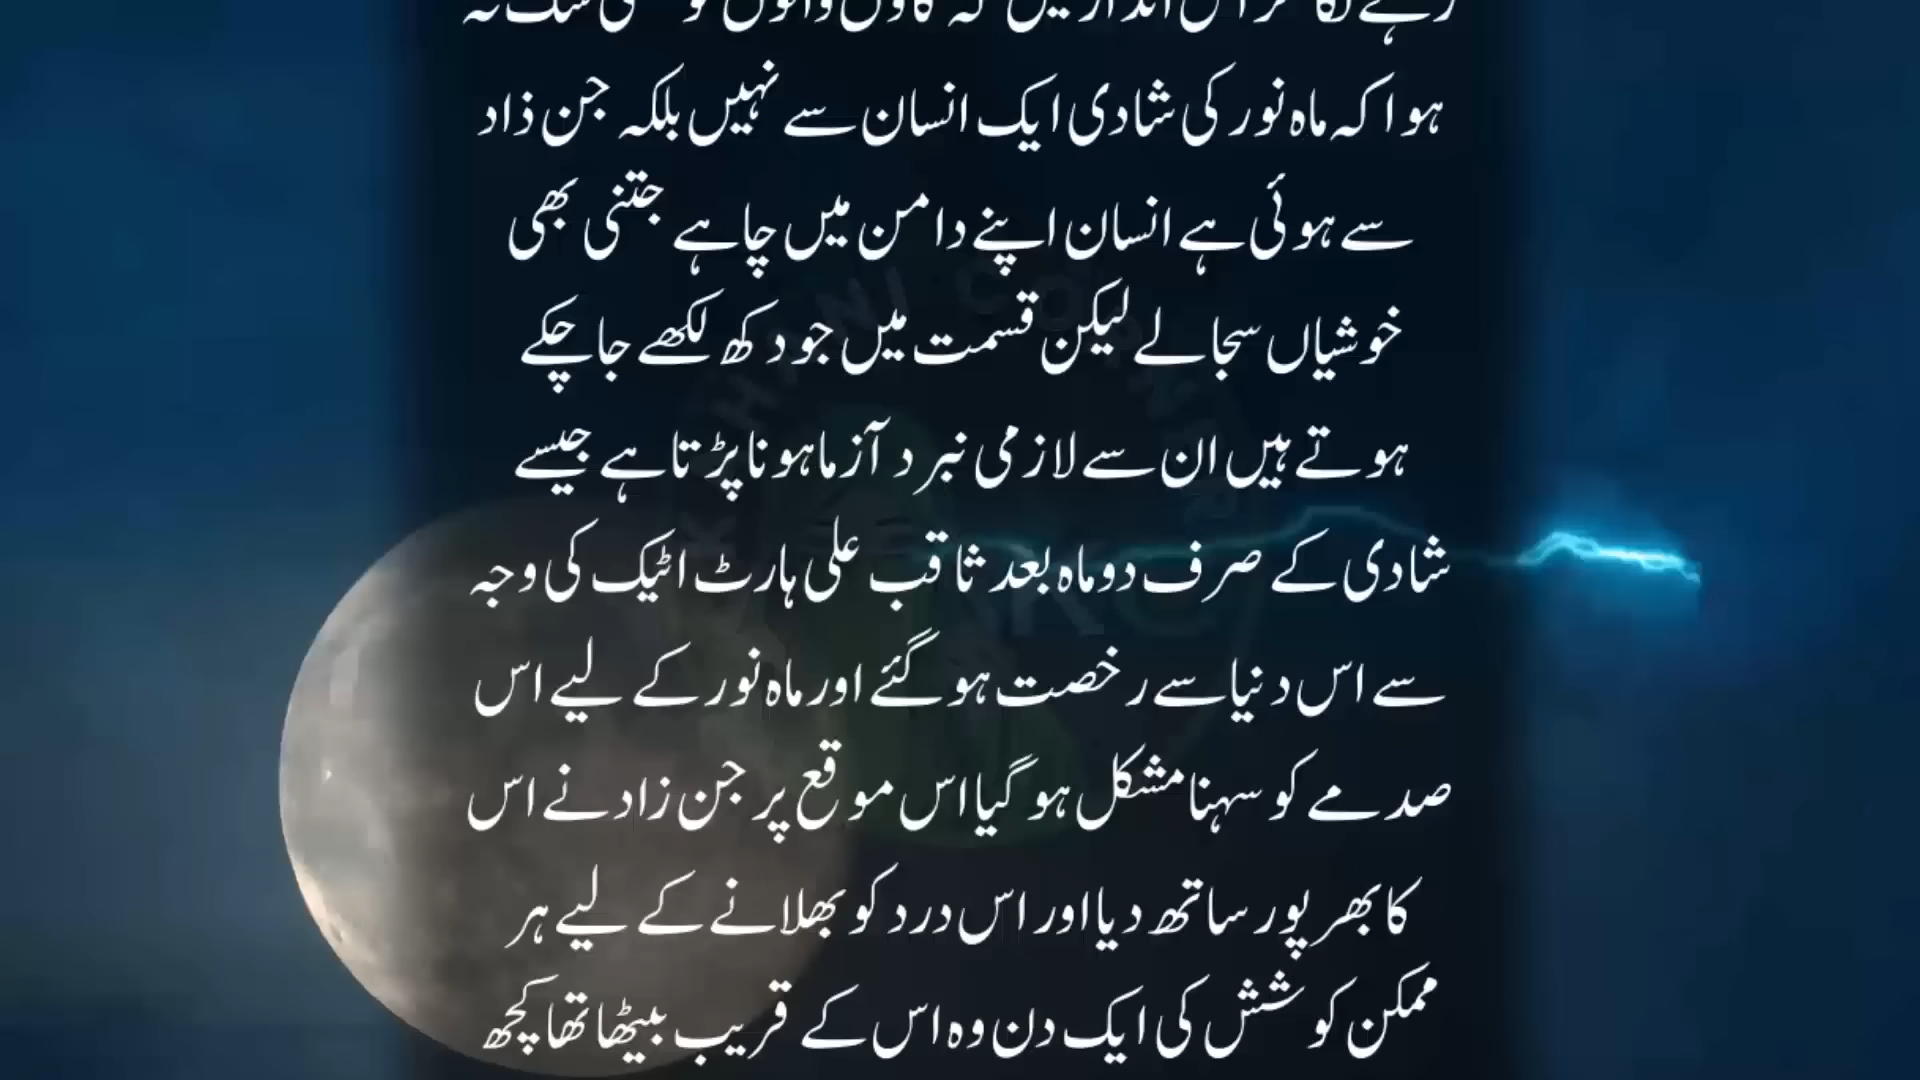 ہوا کہ ماہ نور کی شادی ایک انسان سے نہیں بلکہ جن ذاد
سے ہوئی ہے انسان اپنے دامن میں چاہے جتنی بھی
خوشیاں سجالے لیکن قسمت میں جو دکھ لکھے جا چکے
ہوتے ہیں ان سے لازمی نبرد آزما ہونا پڑتا ہے جیسے
شادی کے صرف دو ماہ بعد ثاقب علی ہارٹ اٹیک کی وجہ
سے اس دنیا سے رخصت ہو گئے اور ماہ نور کے لیے اس
صدمے کو سہنا مشکل ہو گیا اس موقع پر جن زاد نے اس
کا بھر پور ساتھ دیا اور اس درد کو بھلانے کے لیے ہر
ممکن کوشش کی ایک دن وہ اس کے قریب بیٹھا تھا کچھ